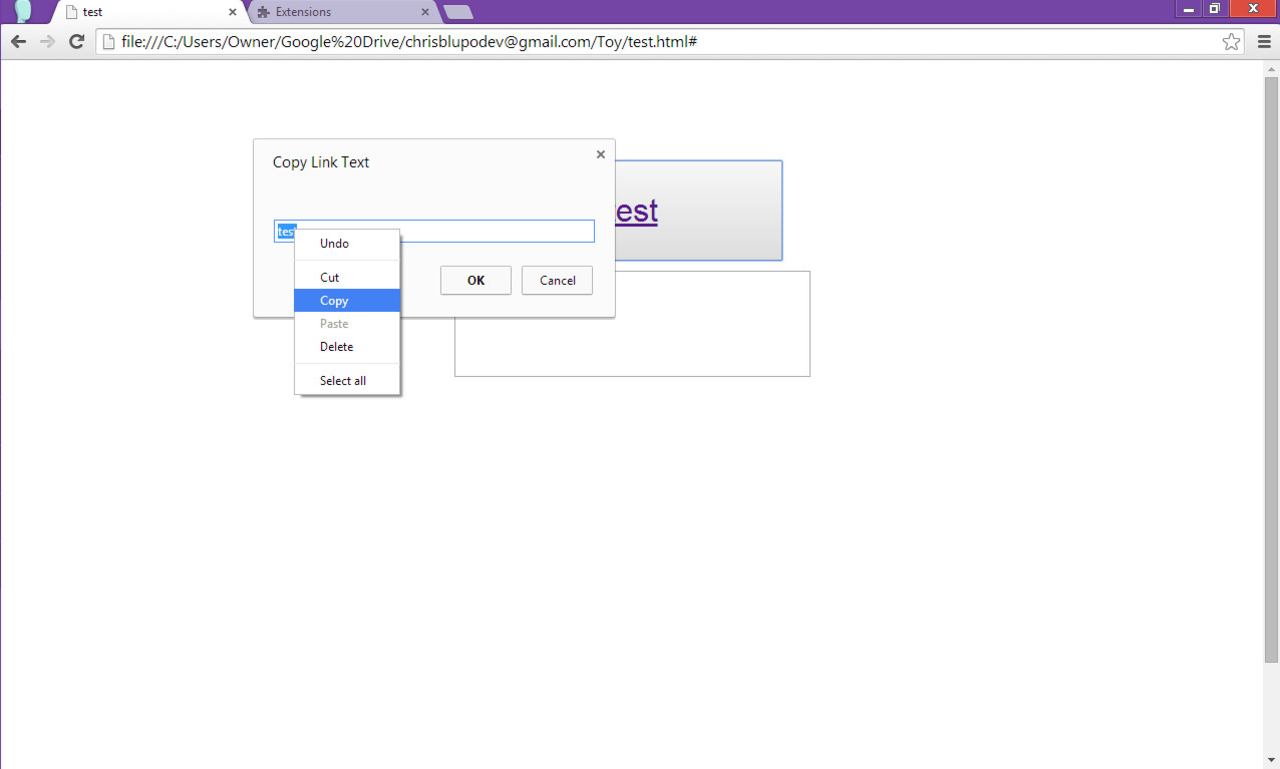 test
Extensions
file:///C:/Users/Owner/Google%20Drive/chrisblupodev@gmail.com/Toy/test.html#
Copy Link Text
test
test
Undo
Cut
Copy
Paste
Delete
Select all
OK
Cancel